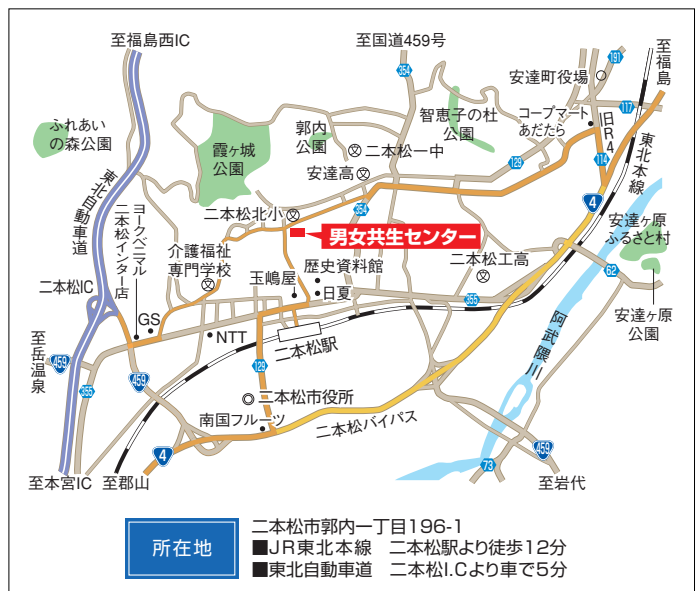 至福島西IC
至国道459号
至福島
354
191
安達町役場
ふれあい
の森公園
霞ヶ城
公園
郭内
公園
二本松一中
智恵子の杜
公園
コープマート
あだたら
117
旧R4
114
東北本線
安達高
129
4
東北自動車道
ヨークベニマル
二本松インター店
二本松北小
354
男女共生センター
介護福祉
専門学校
安達ヶ原
ふるさと村
62
二本松IC
玉嶋屋
歴史資料館
日夏
二本松工高
355
安達ヶ原
公園
至岳温泉
459
GS
NTT
二本松駅
阿武隈川
355
459
129
二本松市役所
南国フルーツ
二本松バイパス
4
459
73
至本宮IC
至郡山
至岩代
所在地
二本松市郭内一丁目196-1
■JR東北本線　二本松駅より徒歩12分
■東北自動車道　二本松I.Cより車で5分